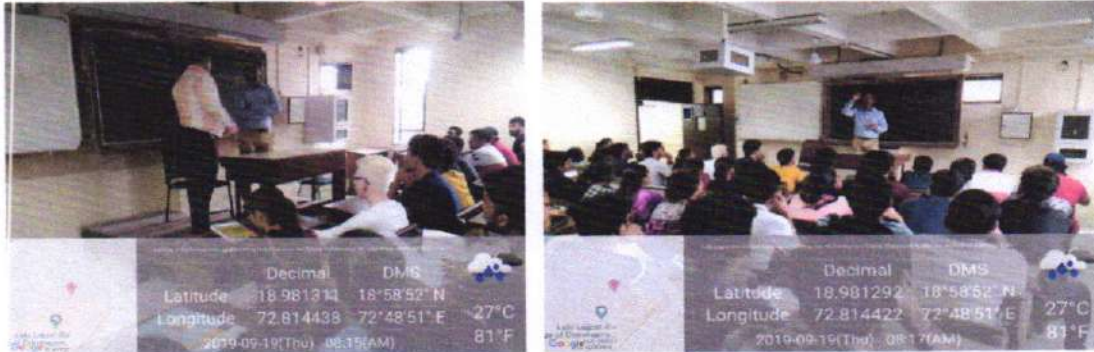 Decimal DMS
Latitude 18.981311 18°58'52" N
Longitude 72.814438 72°48'51" E
2019-09-19(Thu) 08:15(AM)
27°C
81°F
Google
Decimal DMS
Latitude 18.981292 18°58'52" N
Longitude 72.814422 72°48'51" E
2019-09-19(Thu) 08:17(AM)
27°C
81°F
Google